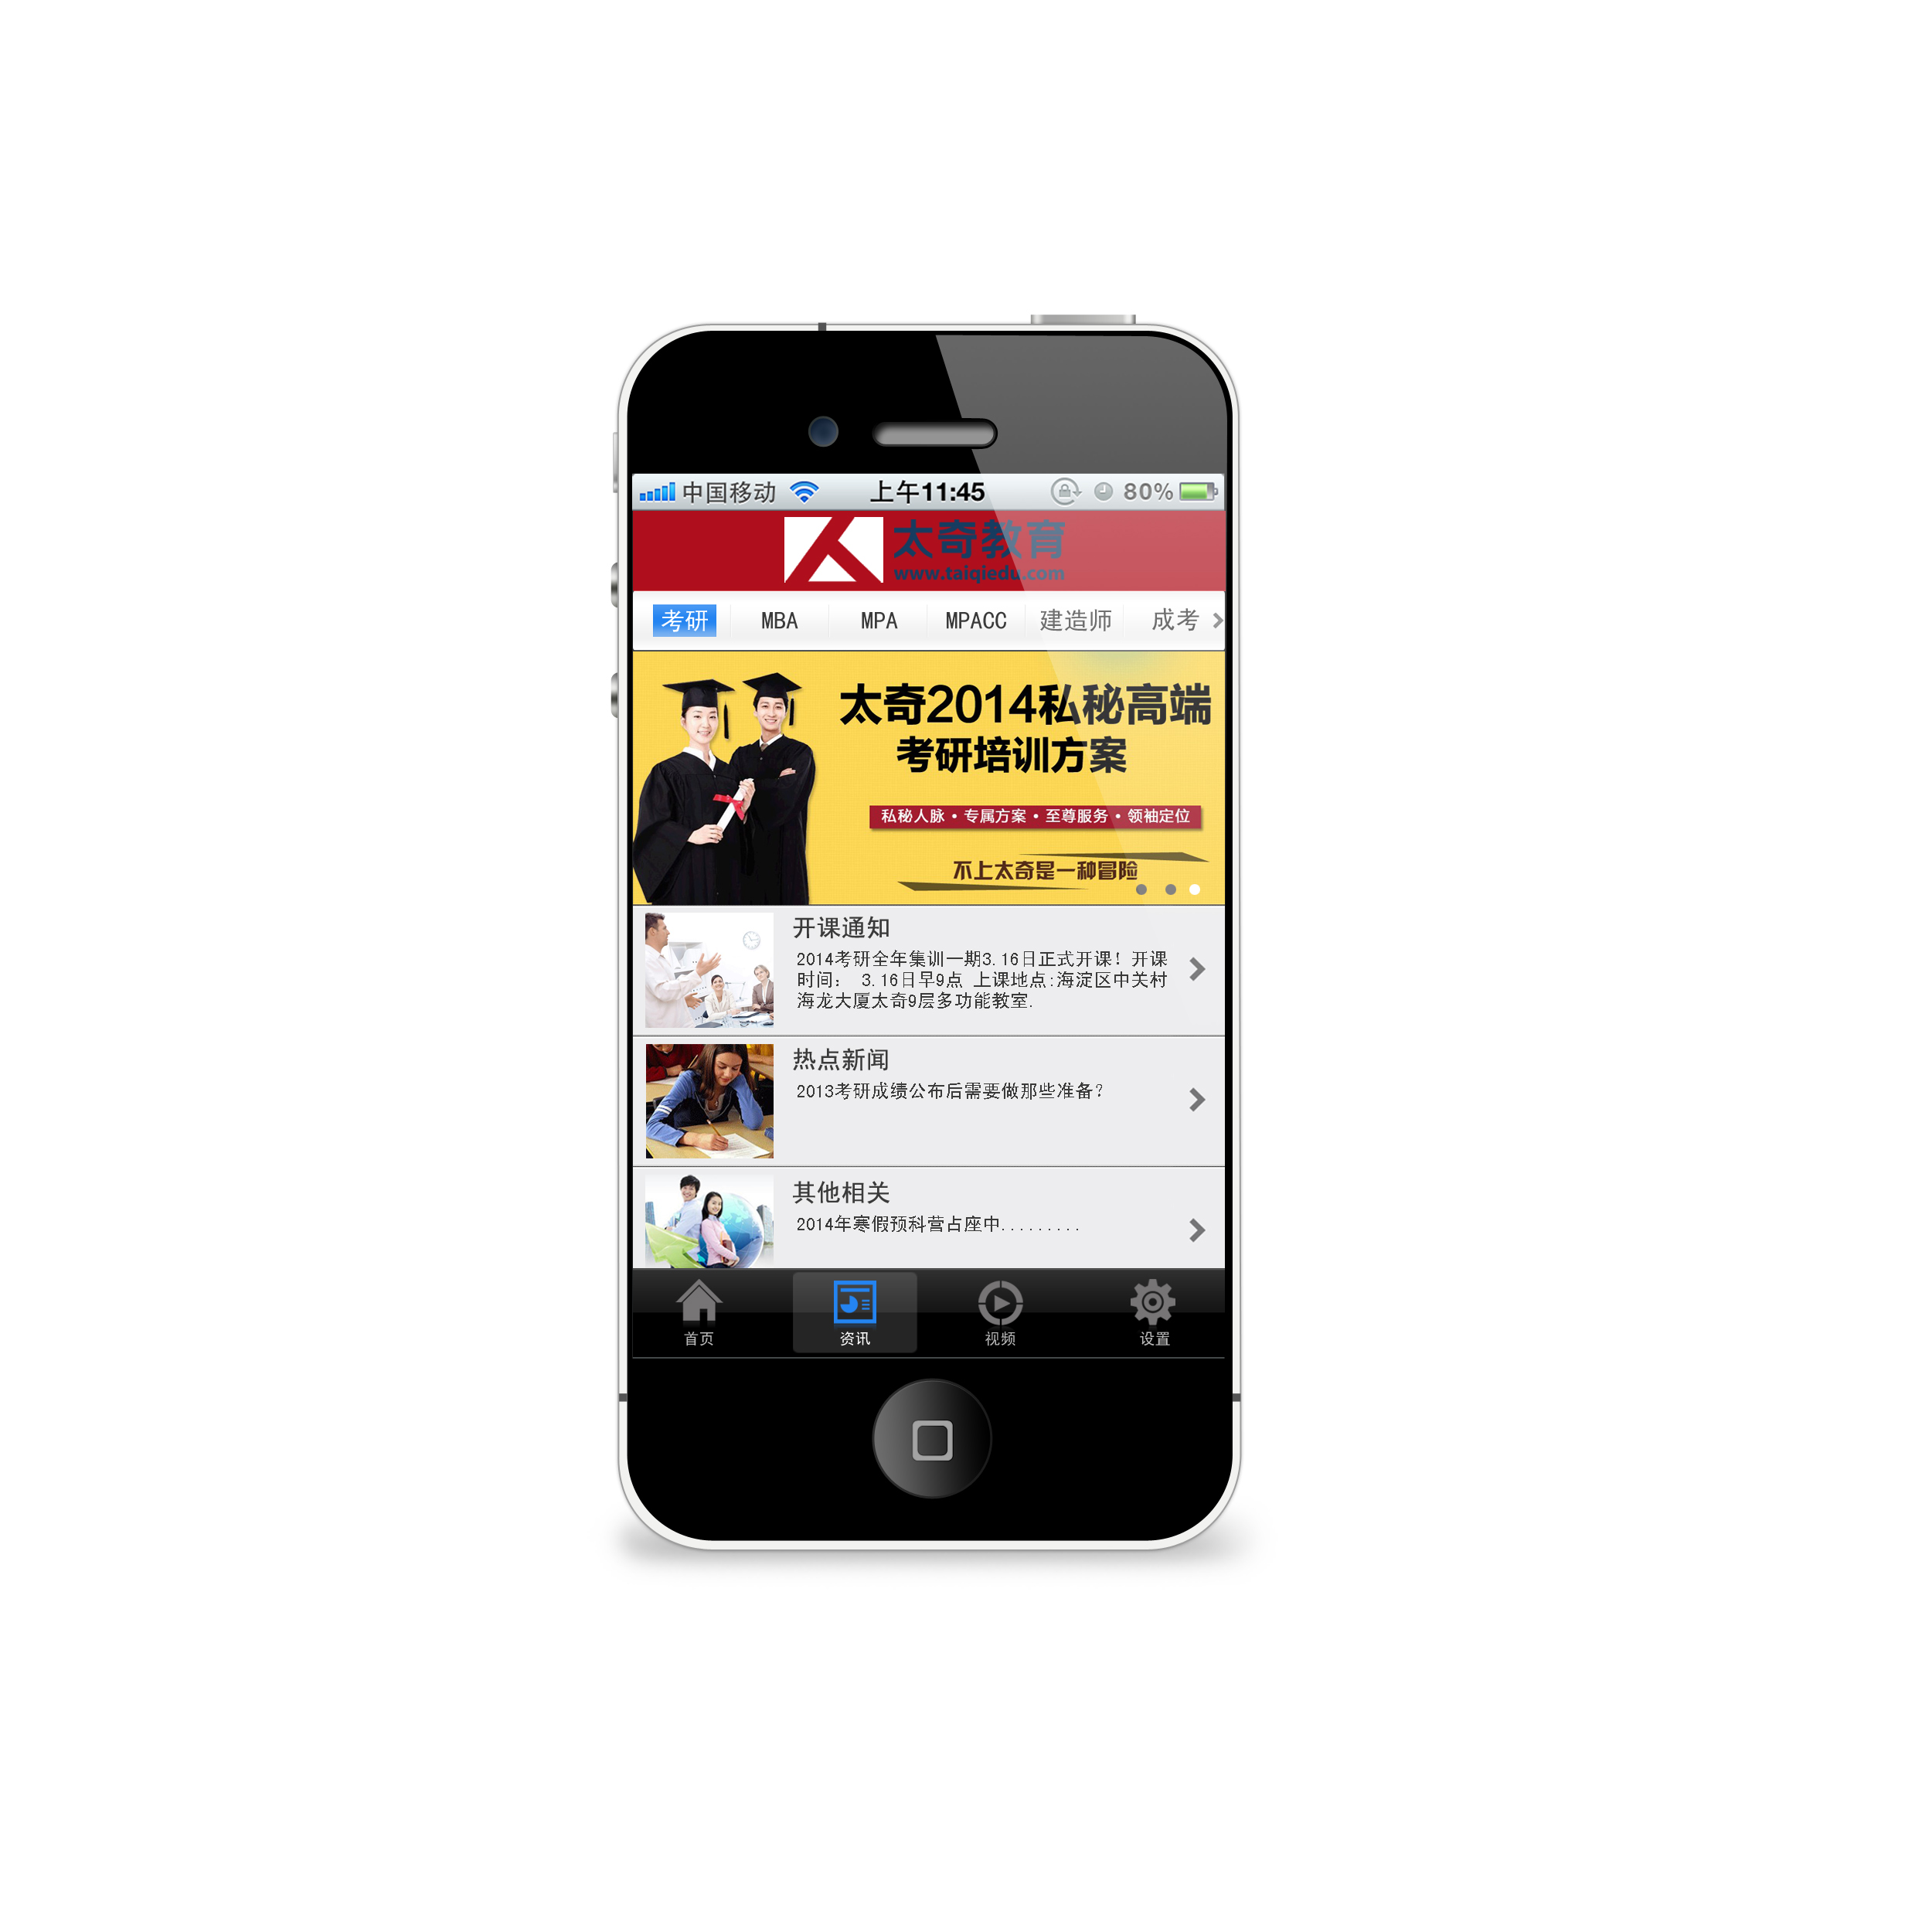 中国移动 上午11:45 80%
太奇教育
www.taiqiedu.com
考研 MBA MPA MPACC 建造师 成考
太奇2014私秘高端
考研培训方案
私秘人脉 • 专属方案 • 至尊服务 • 领袖定位
不上太奇是一种冒险
开课通知
2014考研全年集训一期3.16日正式开课！开课
时间： 3.16日早9点 上课地点:海淀区中关村
海龙大厦太奇9层多功能教室.
热点新闻
2013考研成绩公布后需要做那些准备?
其他相关
2014年寒假预科营占座中.........
首页 资讯 视频 设置